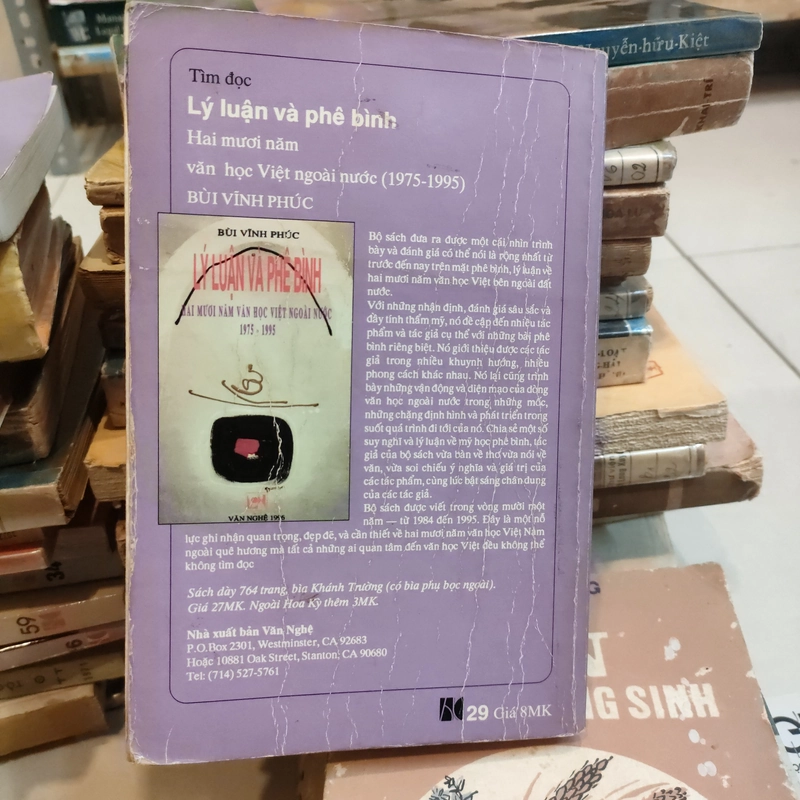 Nguyễn-hữu-Kiệt
Tìm đọc
Lý luận và phê bình
Hai mươi năm
văn học Việt ngoài nước (1975-1995)
BÙI VĨNH PHÚC
BÙI VĨNH PHÚC
LÝ LUẬN VÀ PHÊ BÌNH
HAI MƯƠI NĂM VĂN HỌC VIỆT NGOÀI NƯỚC
1975 - 1995
VĂN NGHỆ 1996
Bộ sách đưa ra được một cái nhìn trình
bày và đánh giá có thể nói là rộng nhất từ
trước đến nay trên mặt phê bình, lý luận về
hai mươi năm văn học Việt bên ngoài đất
nước.
Với những nhận định, đánh giá sâu sắc và
đầy tính thẩm mỹ, nó đề cập đến nhiều tác
phẩm và tác giả cụ thể với những bài phê
bình riêng biệt. Nó giới thiệu được các tác
giả trong nhiều khuynh hướng, nhiều
phong cách khác nhau. Nó lại cũng trình
bày những vận động và diện mạo của dòng
văn học ngoài nước trong những mốc,
những chặng định hình và phát triển trong
suốt quá trình đi tới của nó. Chia sẻ một số
suy nghĩ và lý luận về mỹ học phê bình, tác
giả của bộ sách vừa bàn về thơ vừa nói về
văn, vừa soi chiếu ý nghĩa và giá trị của
các tác phẩm, cùng lúc bật sáng chân dung
của các tác giả.
Bộ sách được viết trong vòng mười một
năm — từ 1984 đến 1995. Đây là một nỗ
lực ghi nhận quan trọng, đẹp đẽ, và cần thiết về hai mươi năm văn học Việt Nam
ngoài quê hương mà tất cả những ai quan tâm đến văn học Việt đều không thể
không tìm đọc
Sách dày 764 trang, bìa Khánh Trường (có bìa phụ bọc ngoài).
Giá 27MK. Ngoài Hoa Kỳ thêm 3MK.
Nhà xuất bản Văn Nghệ
P.O.Box 2301, Westminster, CA 92683
Hoặc 10881 Oak Street, Stanton, CA 90680
Tel: (714) 527-5761
29 Giá 8MK
02
34
59
6
SINH